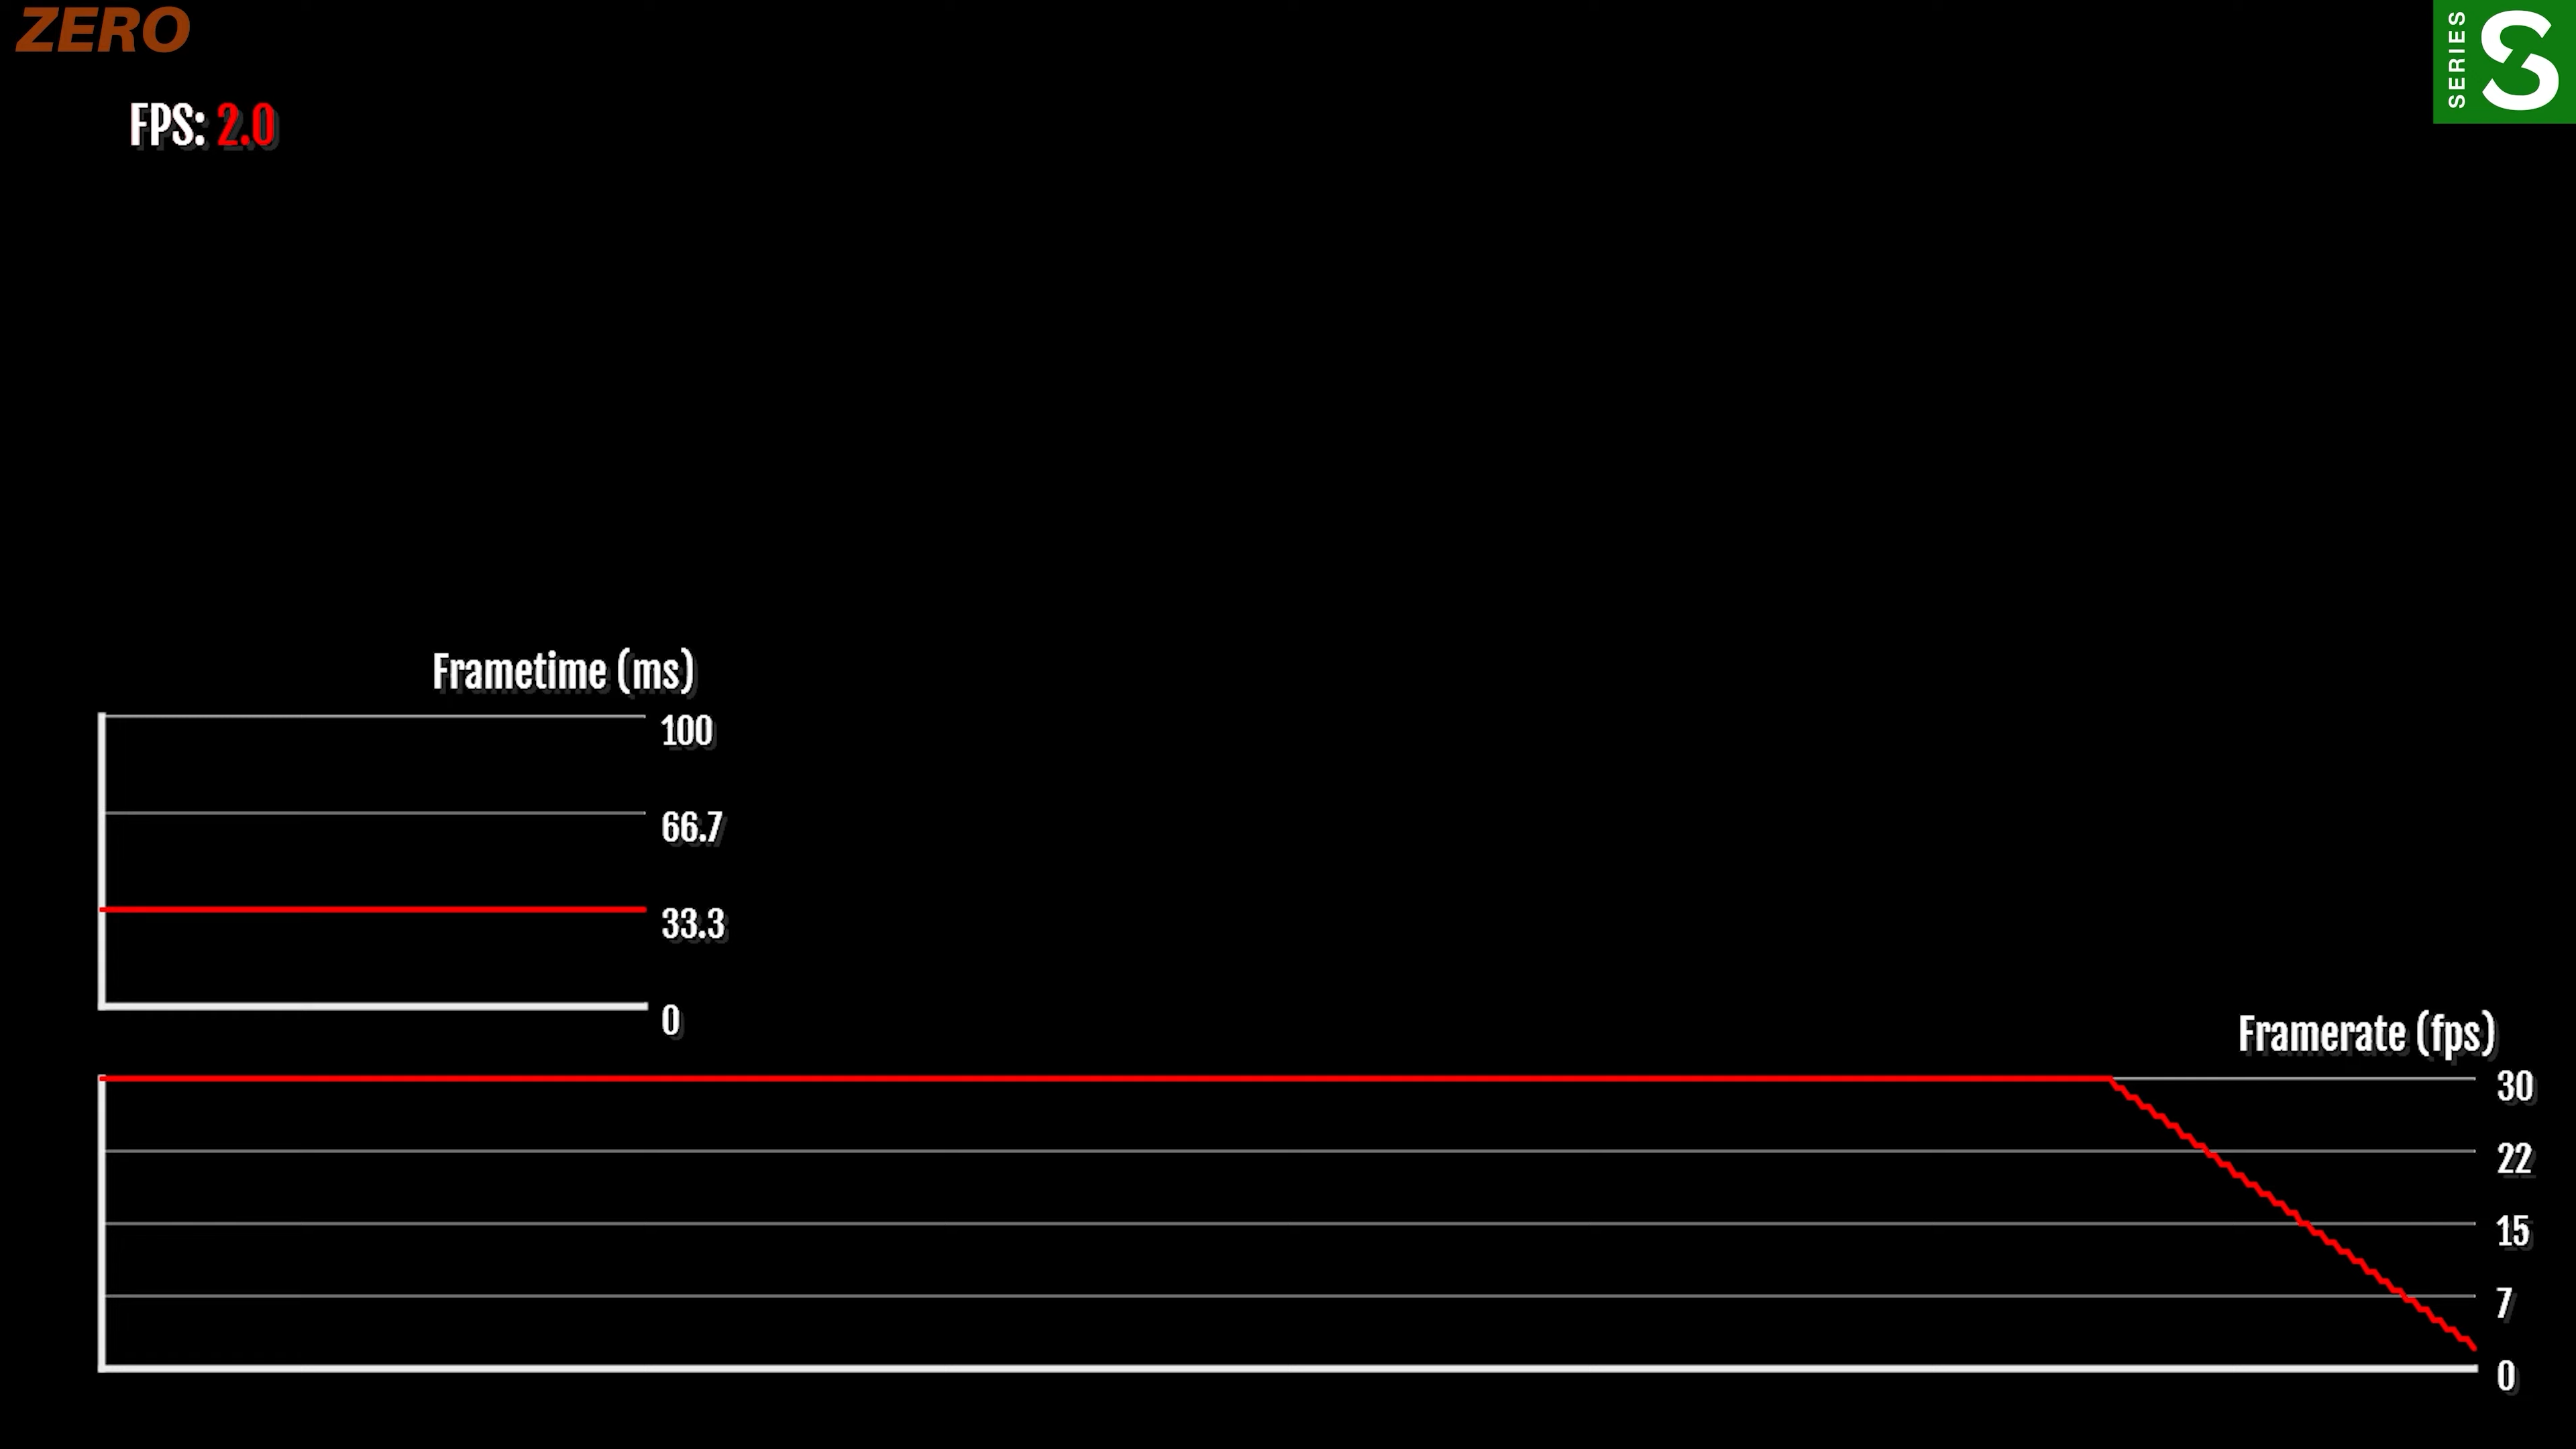 ZERO
SERIES S
FPS: 2.0
Frametime (ms)
100
66.7
33.3
0
Framerate (fps)
30
22
15
7
0